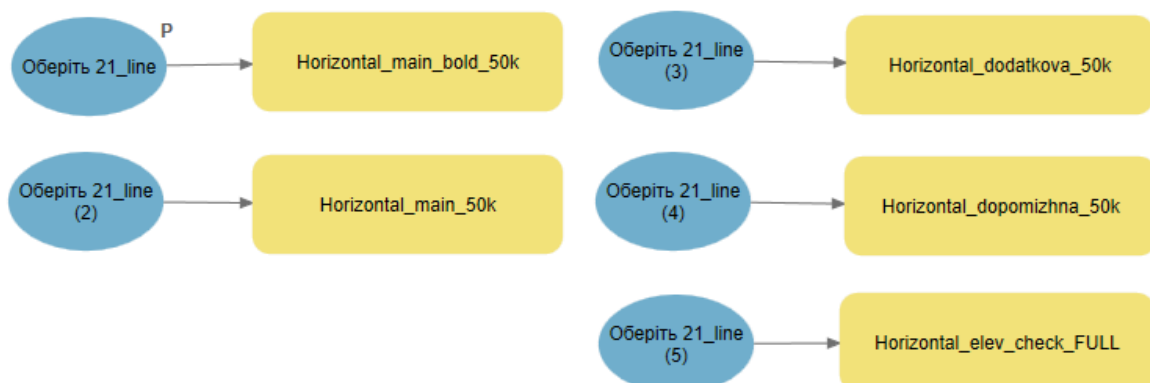 P
Оберіть 21_line
Horizontal_main_bold_50k
Оберіть 21_line
(2)
Horizontal_main_50k
Оберіть 21_line
(3)
Horizontal_dodatkova_50k
Оберіть 21_line
(4)
Horizontal_dopomizhna_50k
Оберіть 21_line
(5)
Horizontal_elev_check_FULL